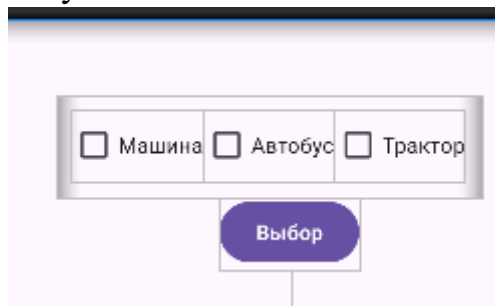 Машина Автобус Трактор
Выбор